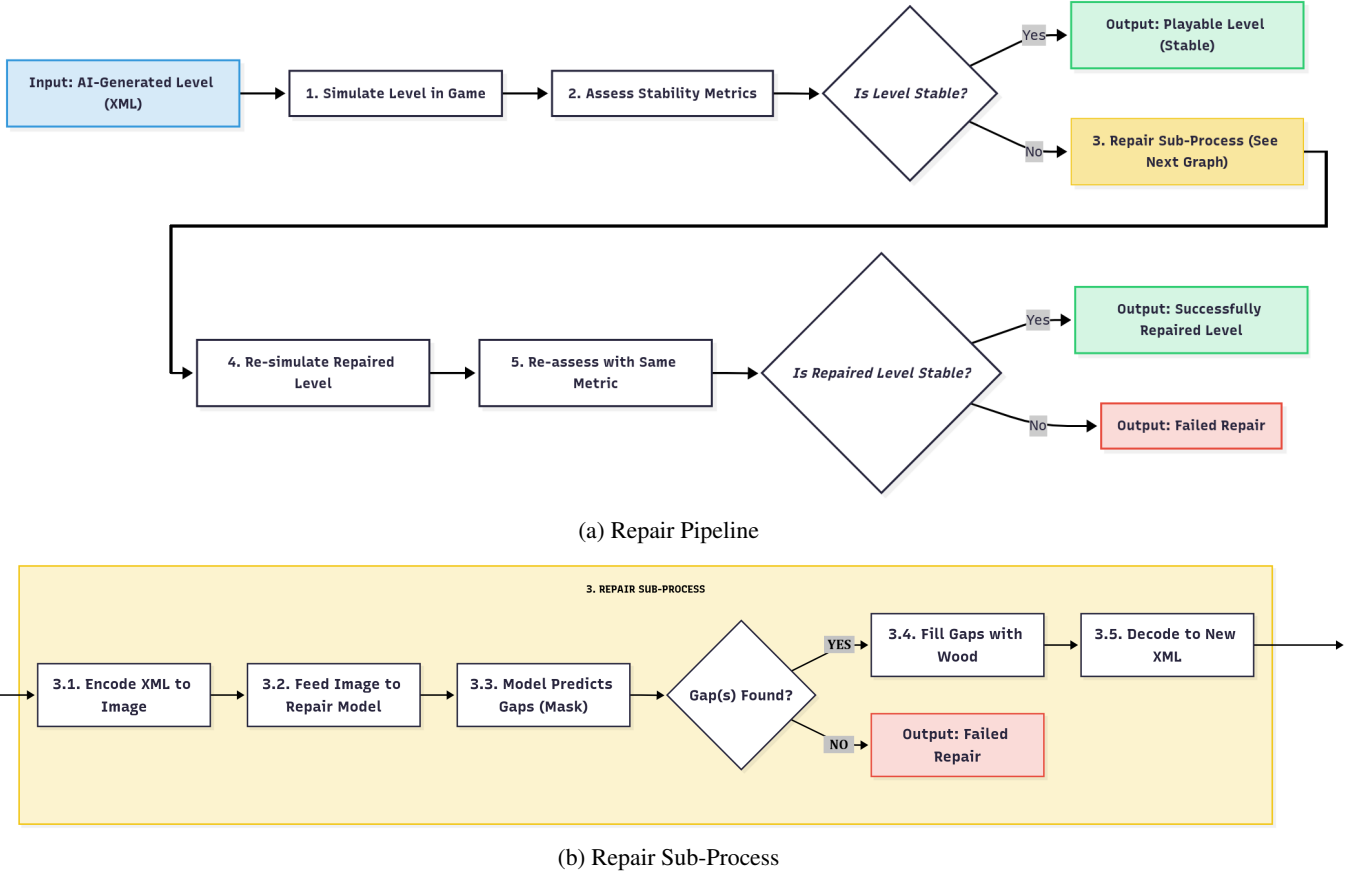 Input: AI-Generated Level
(XML)
1. Simulate Level in Game
2. Assess Stability Metrics
Is Level Stable?
Yes
Output: Playable Level
(Stable)
No
3. Repair Sub-Process (See
Next Graph)
4. Re-simulate Repaired
Level
5. Re-assess with Same
Metric
Is Repaired Level Stable?
Yes
Output: Successfully
Repaired Level
No
Output: Failed Repair
(a) Repair Pipeline
3. REPAIR SUB-PROCESS
3.1. Encode XML to
Image
3.2. Feed Image to
Repair Model
3.3. Model Predicts
Gaps (Mask)
Gap(s) Found?
YES
3.4. Fill Gaps with
Wood
3.5. Decode to New
XML
NO
Output: Failed
Repair
(b) Repair Sub-Process